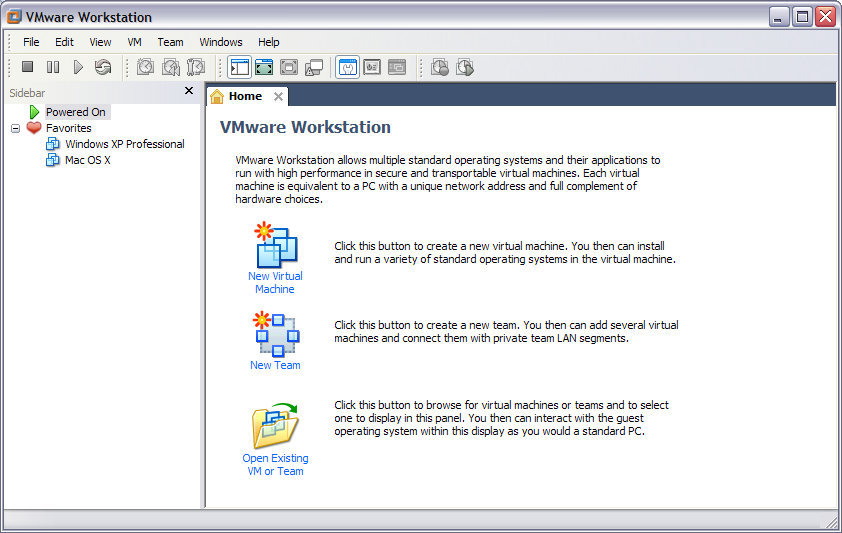 VMware Workstation
File Edit View VM Team Windows Help
Sidebar
Powered On
Favorites
Windows XP Professional
Mac OS X
Home
VMware Workstation
VMware Workstation allows multiple standard operating systems and their applications to
run with high performance in secure and transportable virtual machines. Each virtual
machine is equivalent to a PC with a unique network address and full complement of
hardware choices.
New Virtual
Machine
Click this button to create a new virtual machine. You then can install
and run a variety of standard operating systems in the virtual machine.
New Team
Click this button to create a new team. You then can add several virtual
machines and connect them with private team LAN segments.
Open Existing
VM or Team
Click this button to browse for virtual machines or teams and to select
one to display in this panel. You then can interact with the guest
operating system within this display as you would a standard PC.